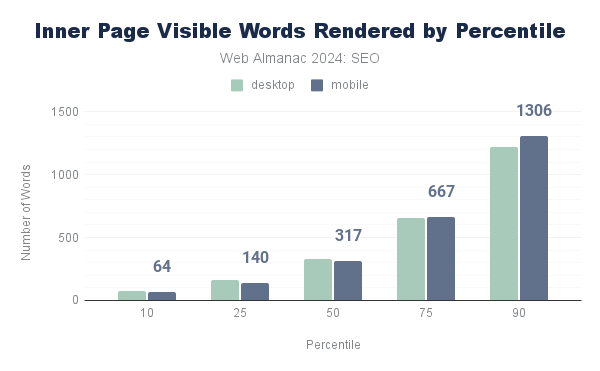 Inner Page Visible Words Rendered by Percentile
Web Almanac 2024: SEO
desktop mobile
Number of Words
1500
1000
500
0
64
140
317
667
1306
10 25 50 75 90
Percentile